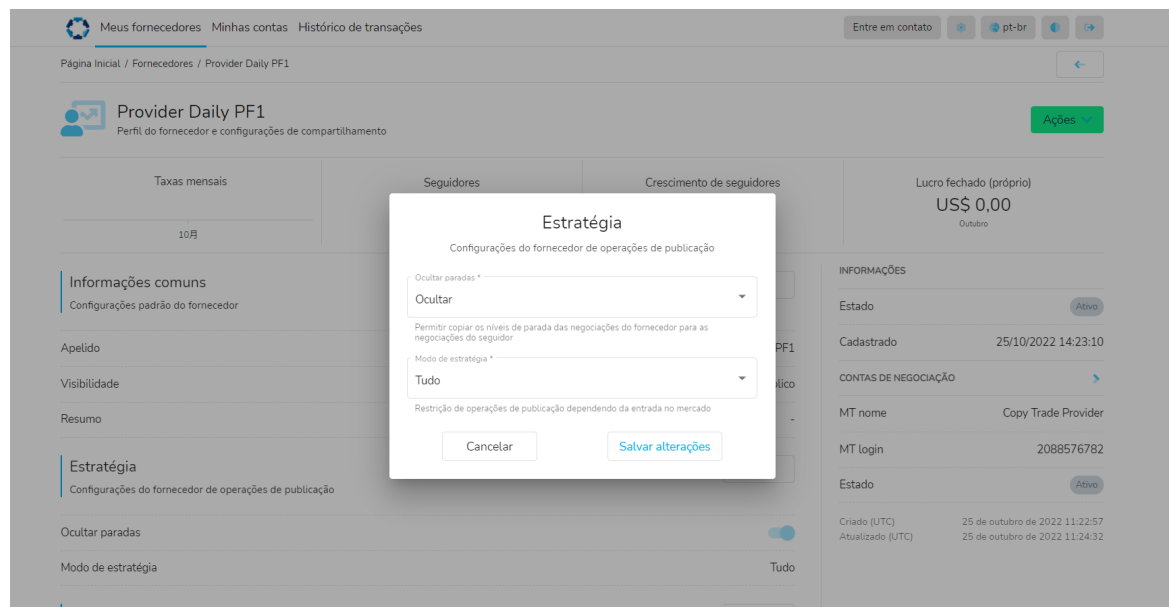 Meus fornecedores Minhas contas Histórico de transações Entre em contato pt-br
Página Inicial / Fornecedores / Provider Daily PF1
Provider Daily PF1
Perfil do fornecedor e configurações de compartilhamento
Ações
Taxas mensais
10月
Seguidores
Crescimento de seguidores
Lucro fechado (próprio)
US$ 0,00
Outubro
Estratégia
Configurações do fornecedor de operações de publicação
Ocultar paradas *
Ocultar
Permitir copiar os níveis de parada das negociações do fornecedor para as
negociações do seguidor
Modo de estratégia *
Tudo
Restrição de operações de publicação dependendo da entrada no mercado
Cancelar Salvar alterações
Informações comuns
Configurações padrão do fornecedor
Apelido PF1
Visibilidade
Resumo -
Estratégia
Configurações do fornecedor de operações de publicação
Ocultar paradas
Modo de estratégia Tudo
INFORMAÇÕES
Estado Ativo
Cadastrado 25/10/2022 14:23:10
CONTAS DE NEGOCIAÇÃO
MT nome Copy Trade Provider
MT login 2088576782
Estado Ativo
Criado (UTC) 25 de outubro de 2022 11:22:57
Atualizado (UTC) 25 de outubro de 2022 11:24:32